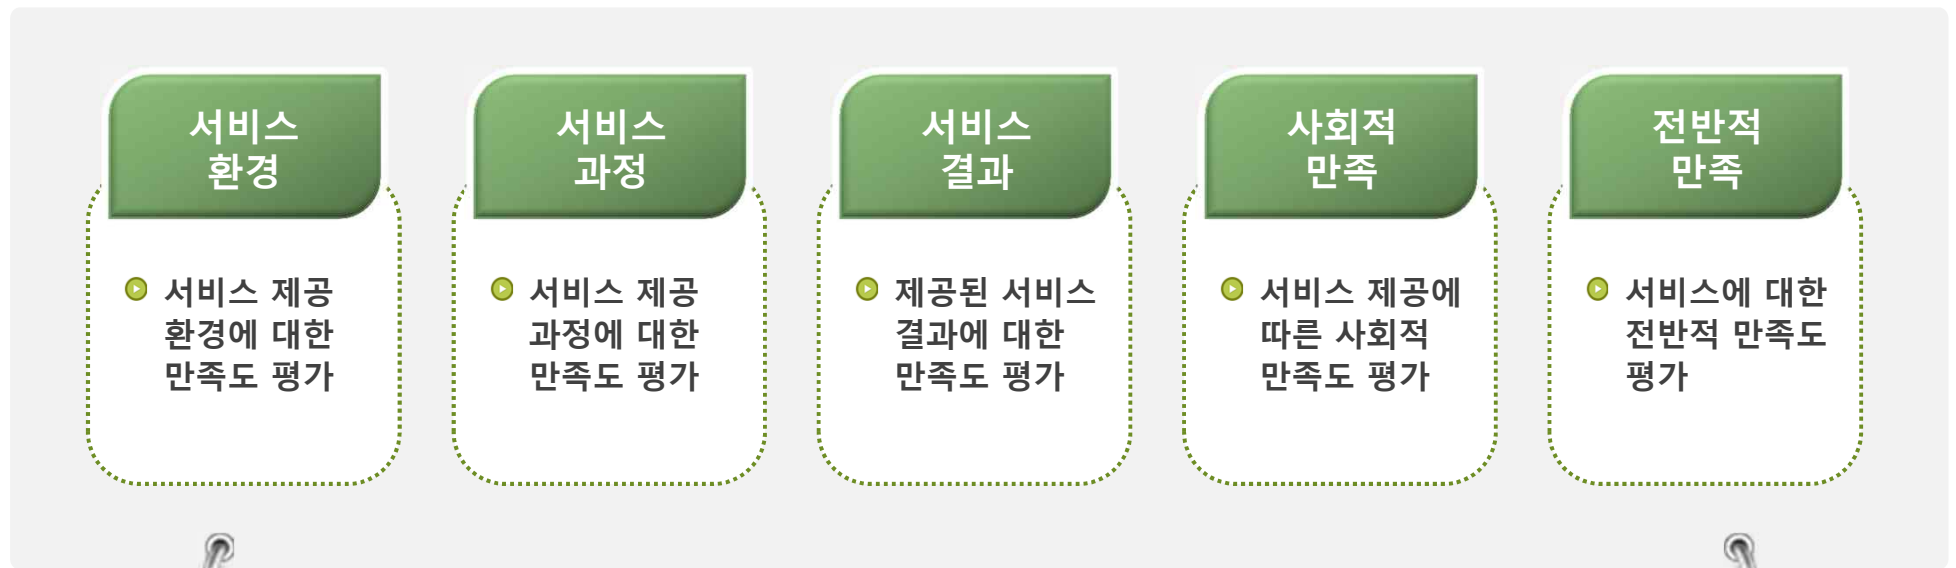 서비스
환경
서비스 제공
환경에 대한
만족도 평가
서비스
과정
서비스 제공
과정에 대한
만족도 평가
서비스
결과
제공된 서비스
결과에 대한
만족도 평가
사회적
만족
서비스 제공에
따른 사회적
만족도 평가
전반적
만족
서비스에 대한
전반적 만족도
평가